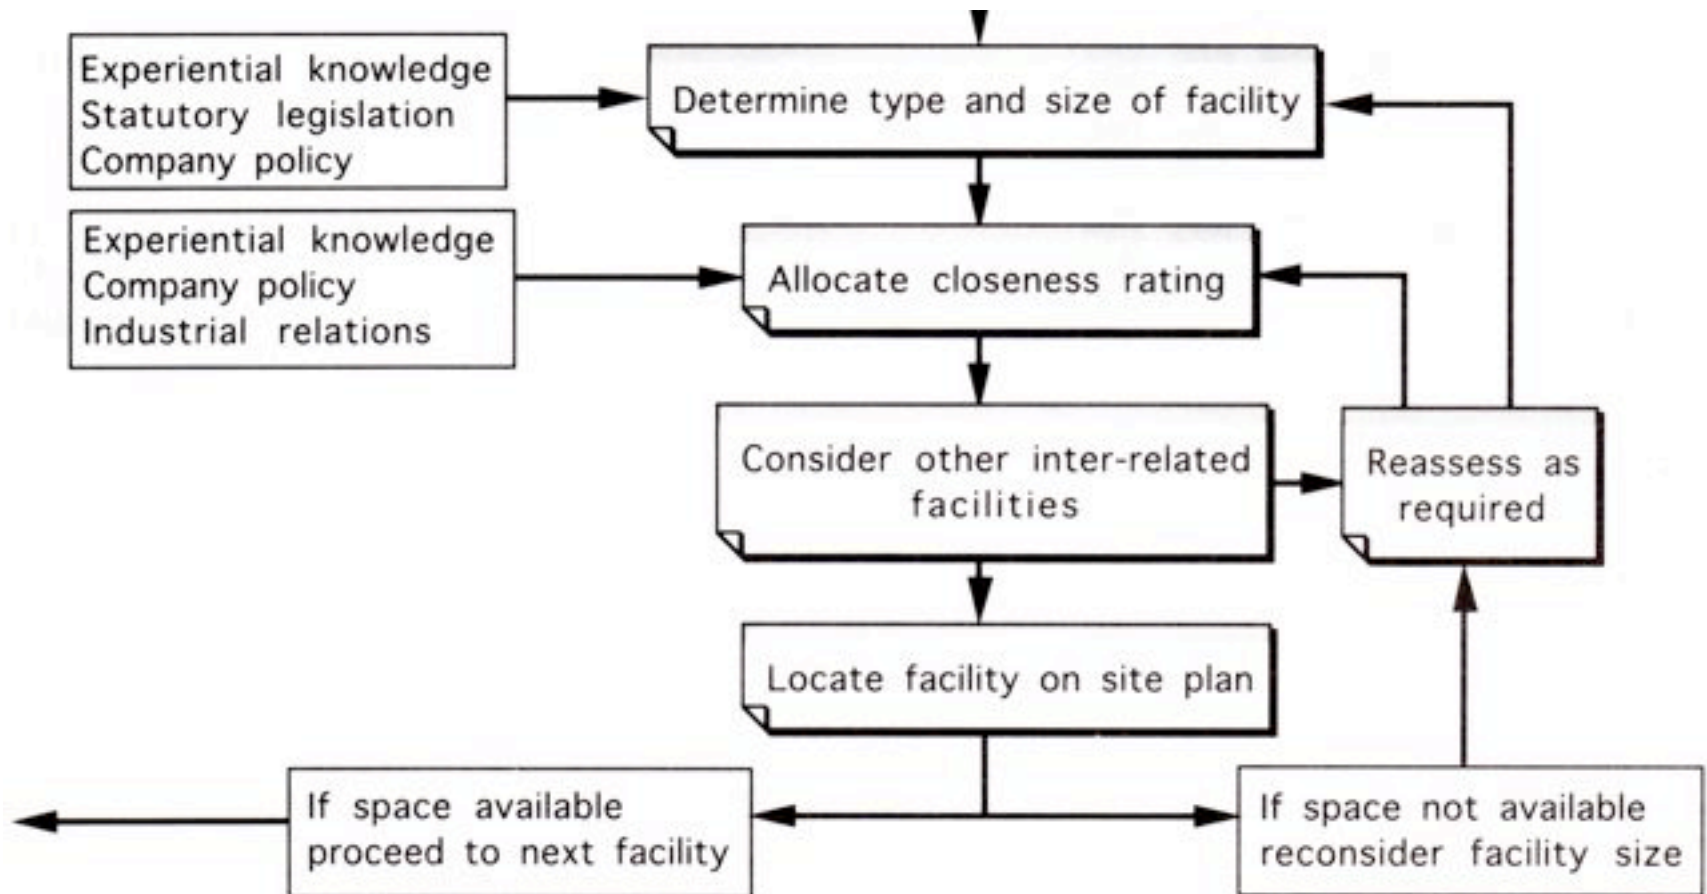 Experiential knowledge
Statutory legislation
Company policy
Determine type and size of facility
Experiential knowledge
Company policy
Industrial relations
Allocate closeness rating
Consider other inter-related
facilities
Reassess as
required
Locate facility on site plan
If space available
proceed to next facility
If space not available
reconsider facility size